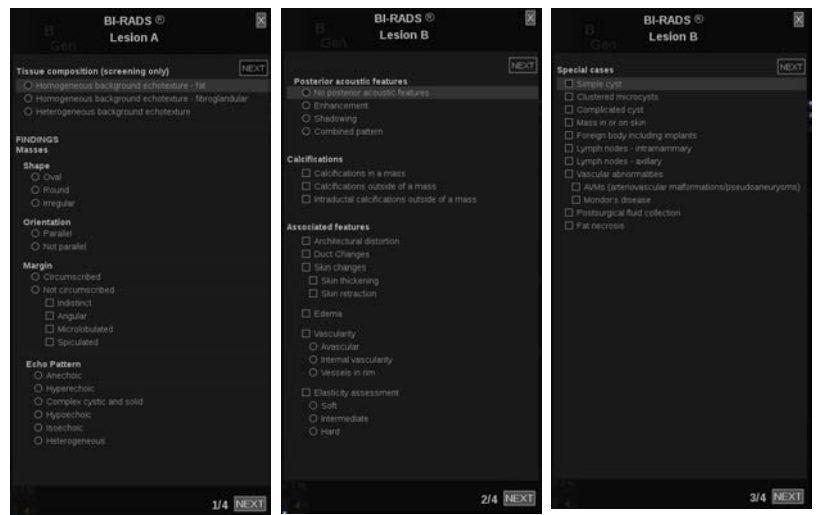 BI-RADS ®
X
Lesion A
NEXT
Tissue composition (screening only)
Homogeneous background echotexture - fat
Homogeneous background echotexture - fibroglandular
Heterogeneous background echotexture
FINDINGS
Masses
Shape
Oval
Round
Irregular
Orientation
Parallel
Not parallel
Margin
Circumscribed
Not circumscribed
Indistinct
Angular
Microlobulated
Spiculated
Echo Pattern
Anechoic
Hyperechoic
Complex cystic and solid
Hypoechoic
Isoechoic
Heterogeneous
1/4 NEXT
BI-RADS ®
X
Lesion B
B
Gen
NEXT
Posterior acoustic features
No posterior acoustic features
Enhancement
Shadowing
Combined pattern
Calcifications
Calcifications in a mass
Calcifications outside of a mass
Intraductal calcifications outside of a mass
Associated features
Architectural distortion
Duct Changes
Skin changes
Skin thickening
Skin retraction
Edema
Vascularity
Avascular
Internal vascularity
Vessels in rim
Elasticity assessment
Soft
Intermediate
Hard
2/4 NEXT
BI-RADS ®
X
Lesion B
B
Gen
NEXT
Special cases
Simple cyst
Clustered microcysts
Complicated cyst
Mass in or on skin
Foreign body including implants
Lymph nodes - intramammary
Lymph nodes - axillary
Vascular abnormalities
AVMs (arteriovascular malformations/pseudoaneurysms)
Mondor's disease
Postsurgical fluid collection
Fat necrosis
3/4 NEXT